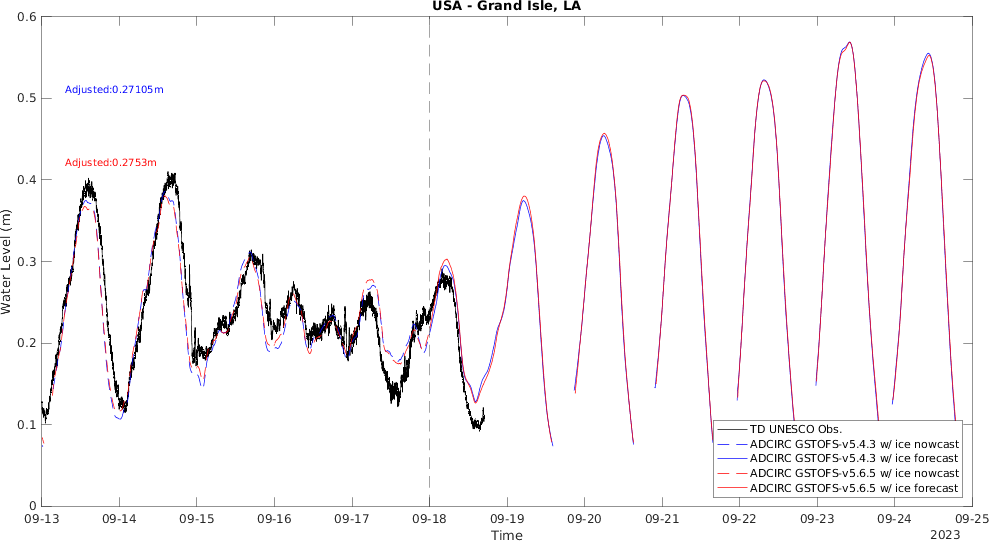 USA - Grand Isle, LA
0.6
0.5
0.4
0.3
0.2
0.1
0
Water Level (m)
Adjusted:0.27105m
Adjusted:0.2753m
TD UNESCO Obs.
ADCIRC GSTOFS-v5.4.3 w/ ice nowcast
ADCIRC GSTOFS-v5.4.3 w/ ice forecast
ADCIRC GSTOFS-v5.6.5 w/ ice nowcast
ADCIRC GSTOFS-v5.6.5 w/ ice forecast
09-13 09-14 09-15 09-16 09-17 09-18 09-19 09-20 09-21 09-22 09-23 09-24 09-25
Time
2023